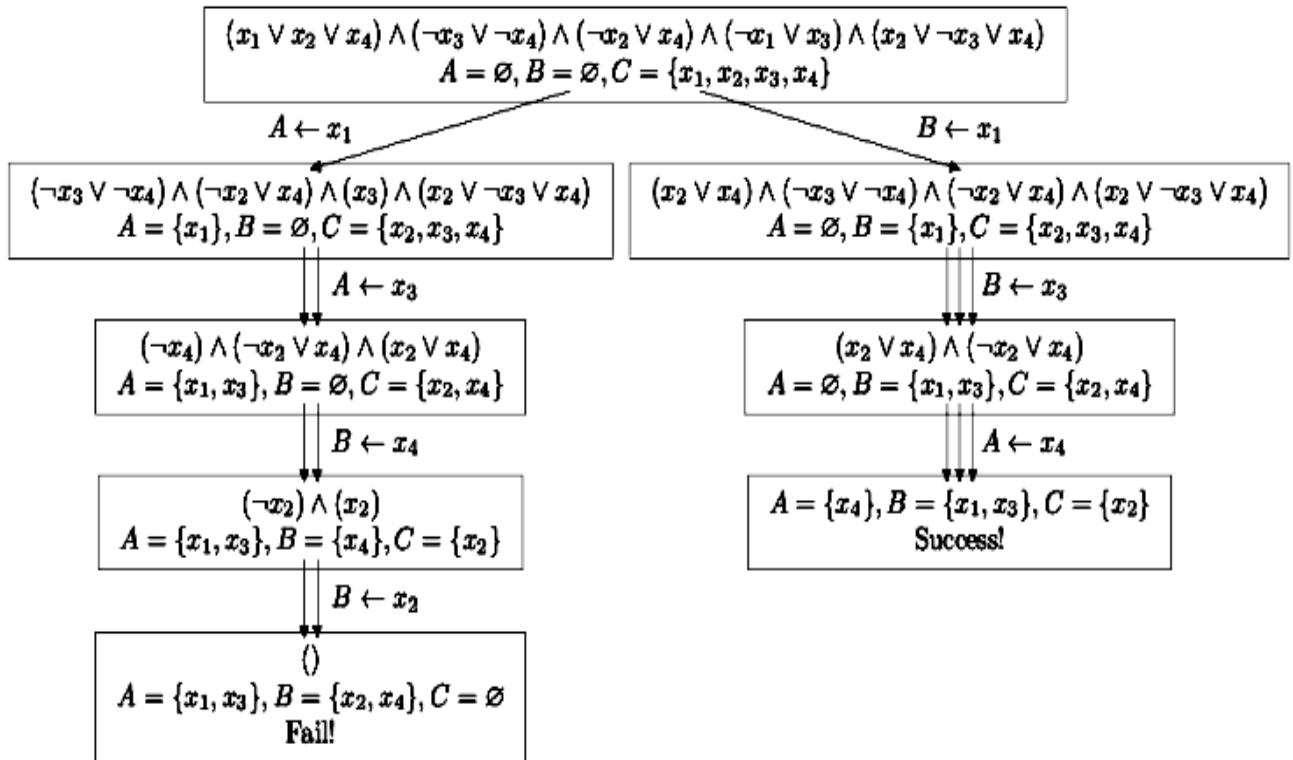 (x₁ ∨ x₂ ∨ x₄) ∧ (¬x₃ ∨ ¬x₄) ∧ (¬x₂ ∨ x₄) ∧ (¬x₁ ∨ x₃) ∧ (x₂ ∨ ¬x₃ ∨ x₄)
A = ∅, B = ∅, C = {x₁, x₂, x₃, x₄}
A ← x₁
B ← x₁
(¬x₃ ∨ ¬x₄) ∧ (¬x₂ ∨ x₄) ∧ (x₃) ∧ (x₂ ∨ ¬x₃ ∨ x₄)
A = {x₁}, B = ∅, C = {x₂, x₃, x₄}
(x₂ ∨ x₄) ∧ (¬x₃ ∨ ¬x₄) ∧ (¬x₂ ∨ x₄) ∧ (x₂ ∨ ¬x₃ ∨ x₄)
A = ∅, B = {x₁}, C = {x₂, x₃, x₄}
A ← x₃
B ← x₃
(¬x₄) ∧ (¬x₂ ∨ x₄) ∧ (x₂ ∨ x₄)
A = {x₁, x₃}, B = ∅, C = {x₂, x₄}
(x₂ ∨ x₄) ∧ (¬x₂ ∨ x₄)
A = ∅, B = {x₁, x₃}, C = {x₂, x₄}
B ← x₄
A ← x₄
(¬x₂) ∧ (x₂)
A = {x₁, x₃}, B = {x₄}, C = {x₂}
A = {x₄}, B = {x₁, x₃}, C = {x₂}
Success!
B ← x₂
()
A = {x₁, x₃}, B = {x₂, x₄}, C = ∅
Fail!